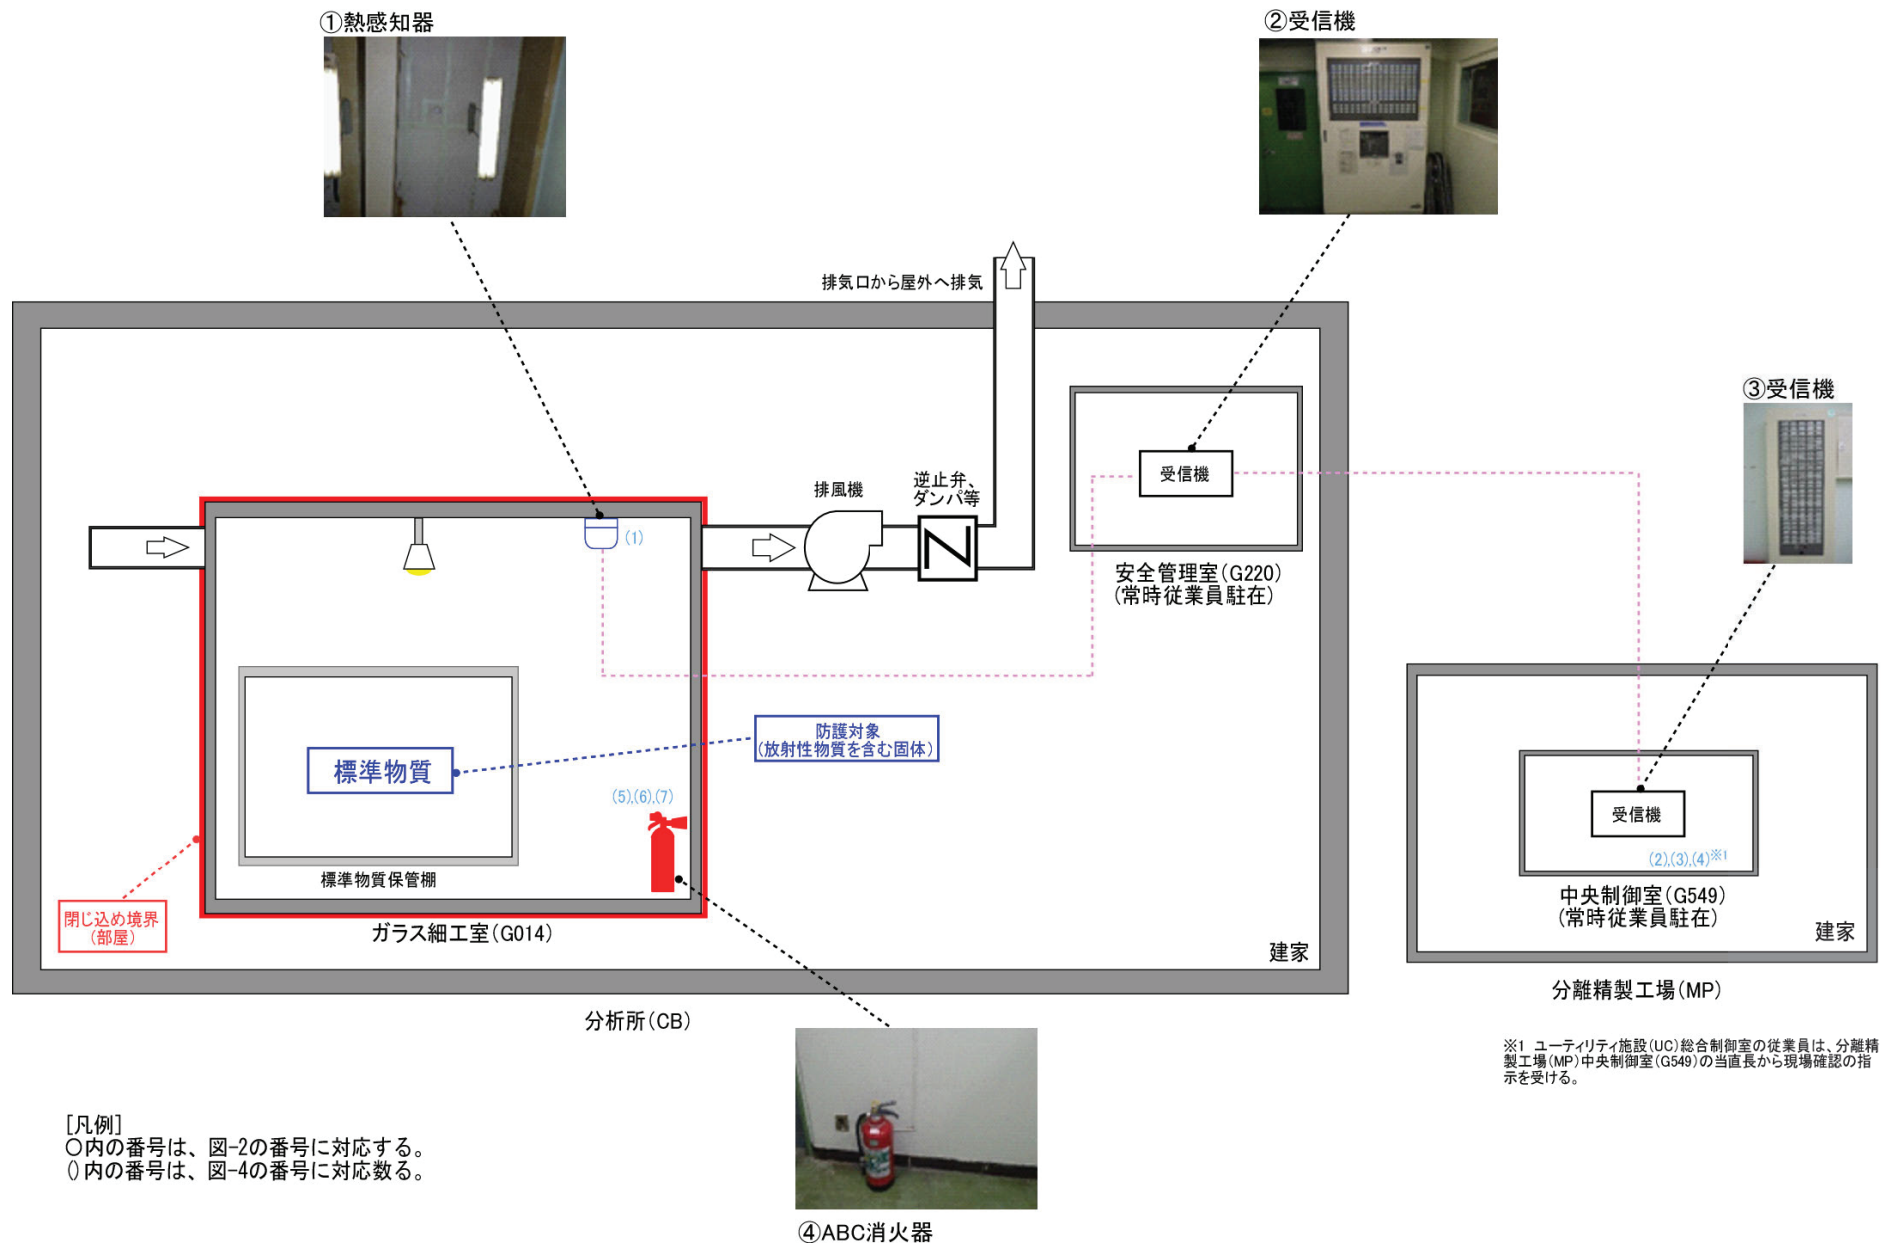 ①熱感知器
②受信機
排気口から屋外へ排気
③受信機
排風機
逆止弁、
ダンパ等
受信機
(1)
安全管理室(G220)
(常時従業員駐在)
防護対象
(放射性物質を含む固体)
標準物質
(5),(6),(7)
受信機
(2),(3),(4)※1
標準物質保管棚
中央制御室(G549)
(常時従業員駐在)
閉じ込め境界
(部屋)
ガラス細工室(G014)
建家
建家
分離精製工場(MP)
分析所(CB)
※1 ユーティリティ施設(UC)総合制御室の従業員は、分離精
製工場(MP)中央制御室(G549)の当直長から現場確認の指
示を受ける。
[凡例]
○内の番号は、図-2の番号に対応する。
()内の番号は、図-4の番号に対応数る。
④ABC消火器